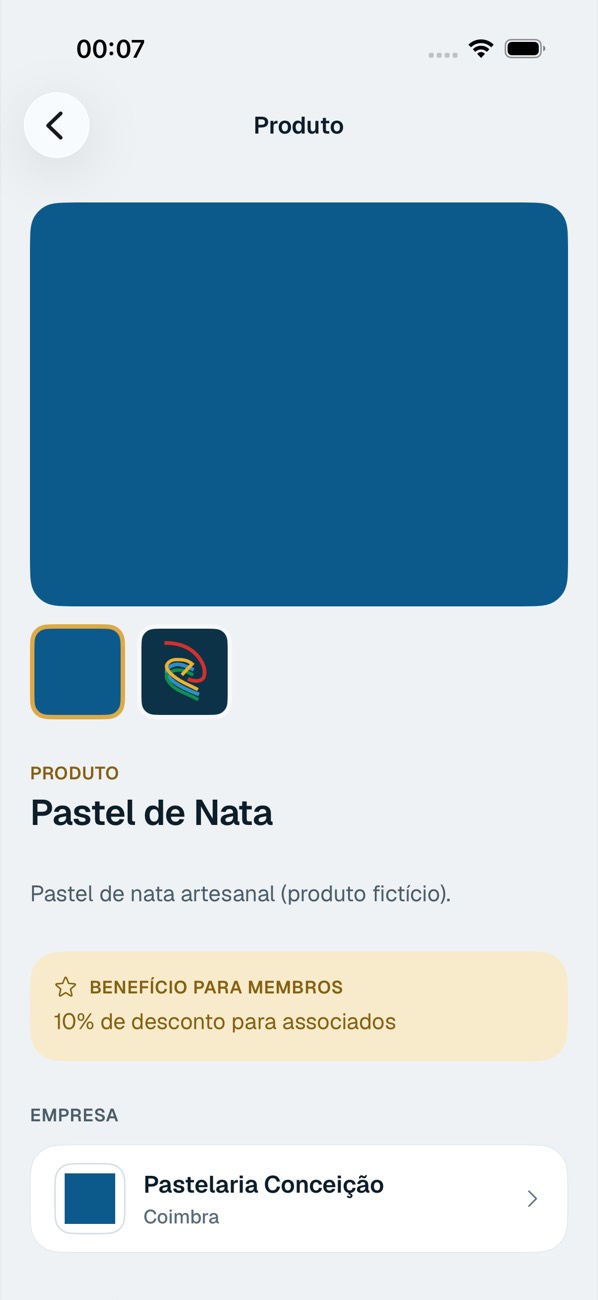 00:07
Produto
PRODUTO
Pastel de Nata
Pastel de nata artesanal (produto fictício).
BENEFÍCIO PARA MEMBROS
10% de desconto para associados
EMPRESA
Pastelaria Conceição
Coimbra